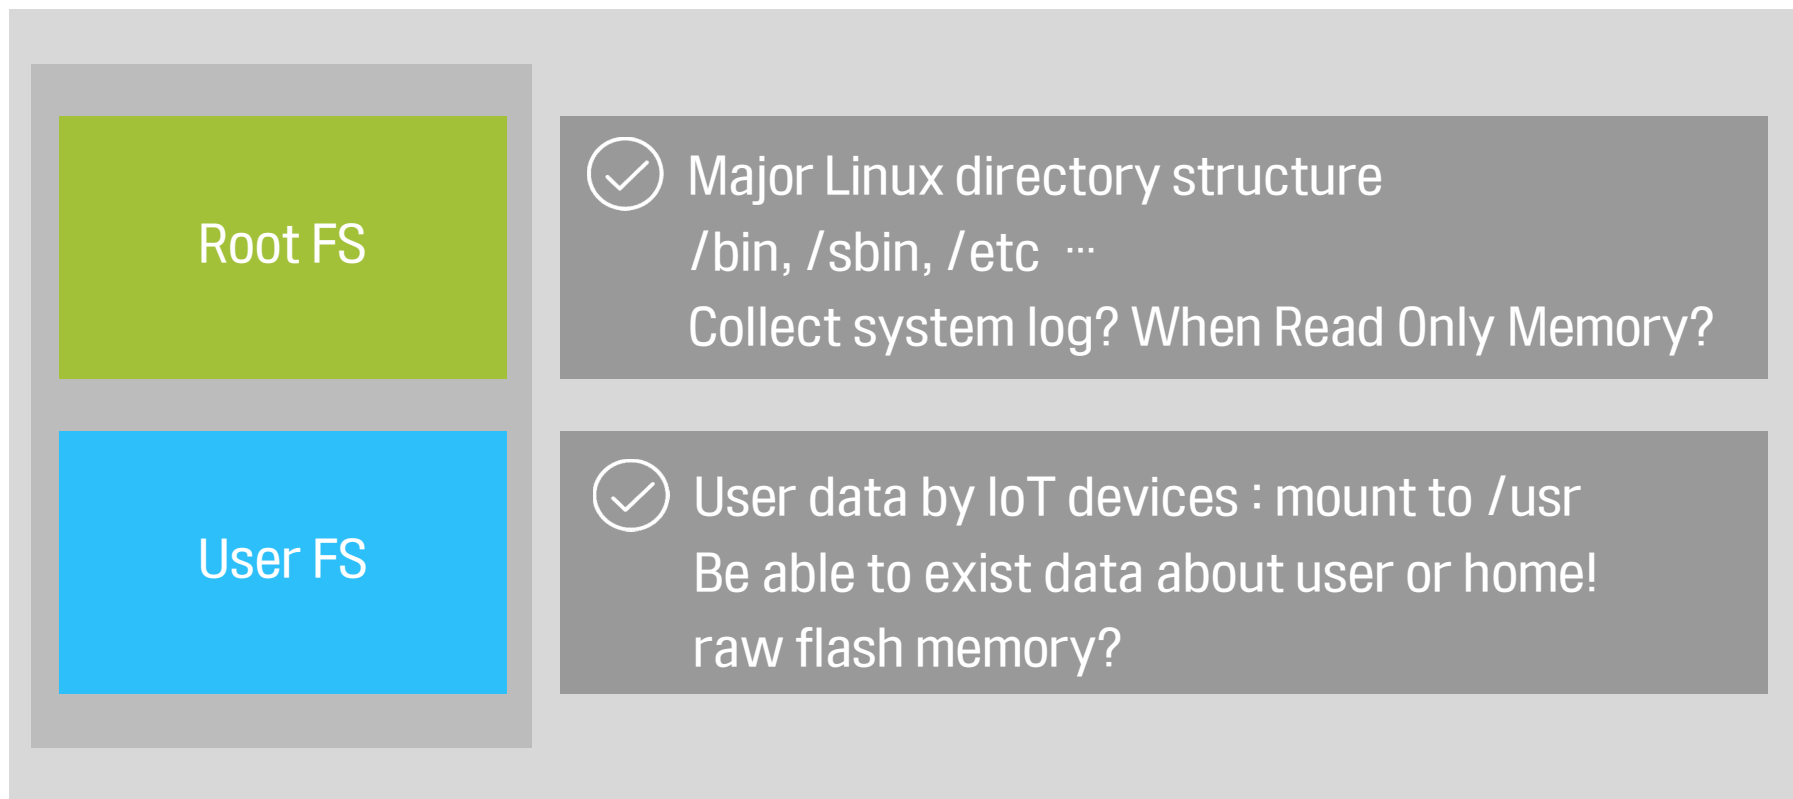 Root FS
Major Linux directory structure
/bin, /sbin, /etc ···
Collect system log? When Read Only Memory?
User FS
User data by IoT devices : mount to /usr
Be able to exist data about user or home!
raw flash memory?